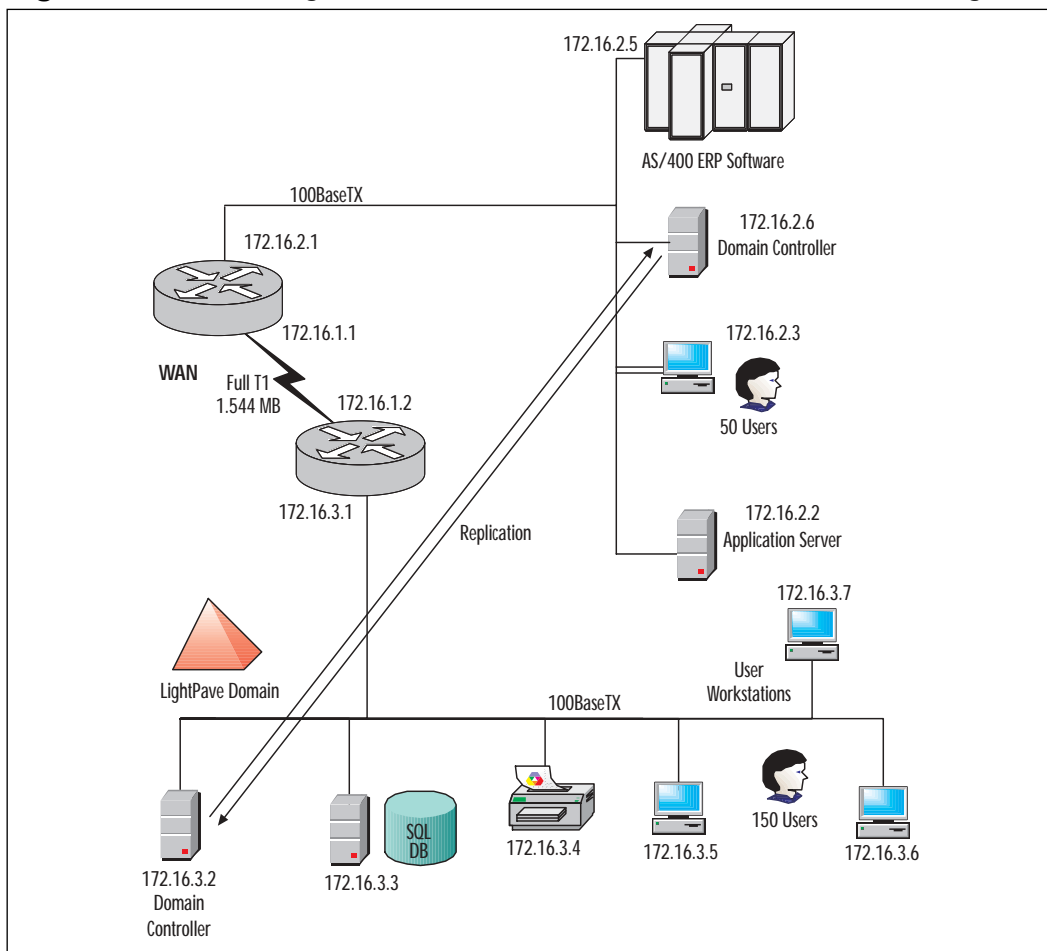 172.16.2.5
AS/400 ERP Software
100BaseTX
172.16.2.1
172.16.2.6
Domain Controller
172.16.1.1
WAN
Full T1
1.544 MB
172.16.1.2
172.16.2.3
50 Users
172.16.3.1
Replication
172.16.2.2
Application Server
172.16.3.7
User
Workstations
LightPave Domain
100BaseTX
SQL
DB
150 Users
172.16.3.4
172.16.3.5
172.16.3.6
172.16.3.2
Domain
Controller
172.16.3.3